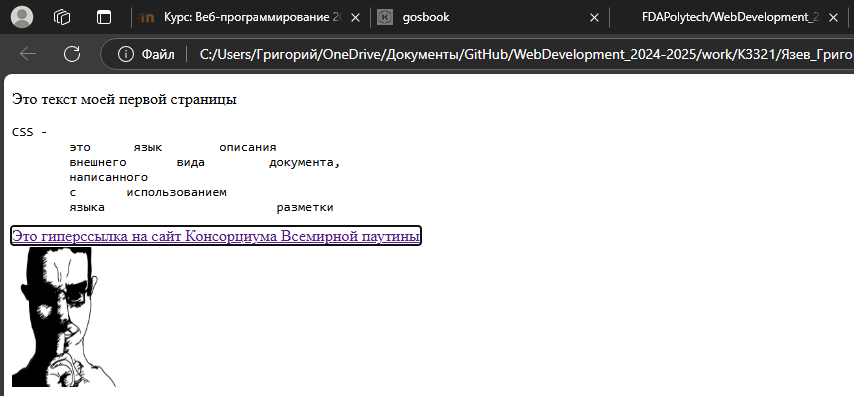 Курс: Веб-программирование 20
gosbook
FDAPolytech/WebDevelopment_2
Файл
C:/Users/Григорий/OneDrive/Документы/GitHub/WebDevelopment_2024-2025/work/K3321/Язев_Григо
Это текст моей первой страницы
CSS -
это язык описания
внешнего вида документа,
написанного
с использованием
языка разметки
Это гиперссылка на сайт Консорциума Всемирной паутины